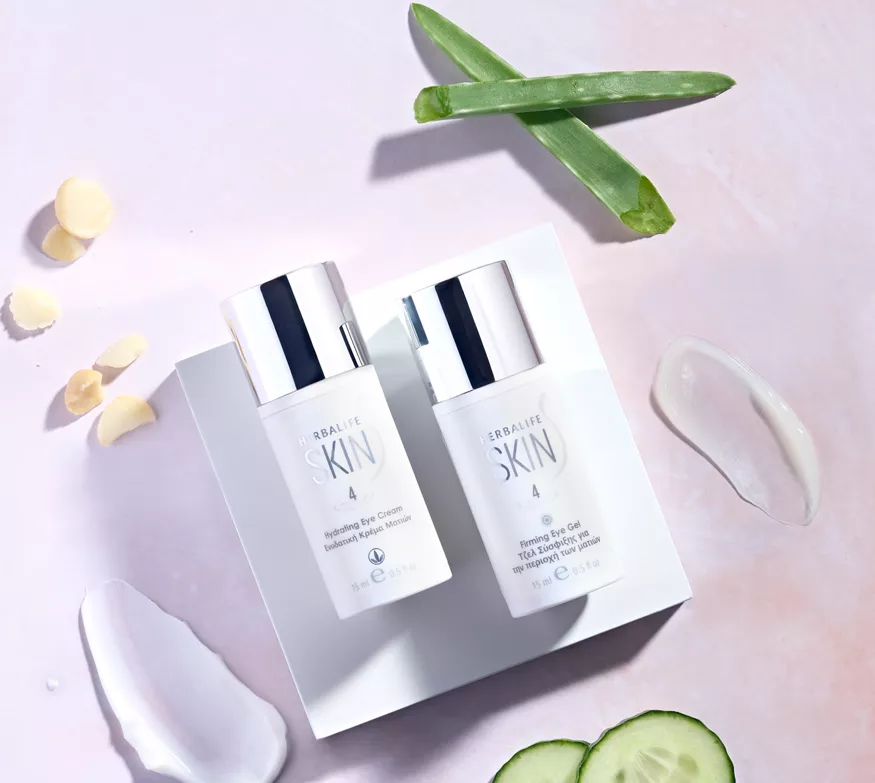 HERBALIFE
SKIN
4
Hydrating Eye Cream
Ενυδατική Κρέμα Ματιών
15 ml e 0.5 fl oz
HERBALIFE
SKIN
4
Firming Eye Gel
Τζελ Σύσφιξης για
την περιοχή των ματιών
15 ml e 0.5 fl oz